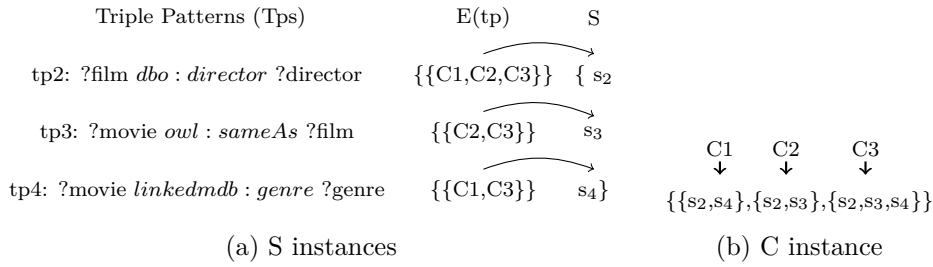 Triple Patterns (Tps) E(tp) S
tp2: ?film dbo : director ?director {{C1,C2,C3}} { s₂
tp3: ?movie owl : sameAs ?film {{C2,C3}} s₃
C1 C2 C3
tp4: ?movie linkedmdb : genre ?genre {{C1,C3}} s₄}
{{s₂,s₄},{s₂,s₃},{s₂,s₃,s₄}}
(a) S instances
(b) C instance